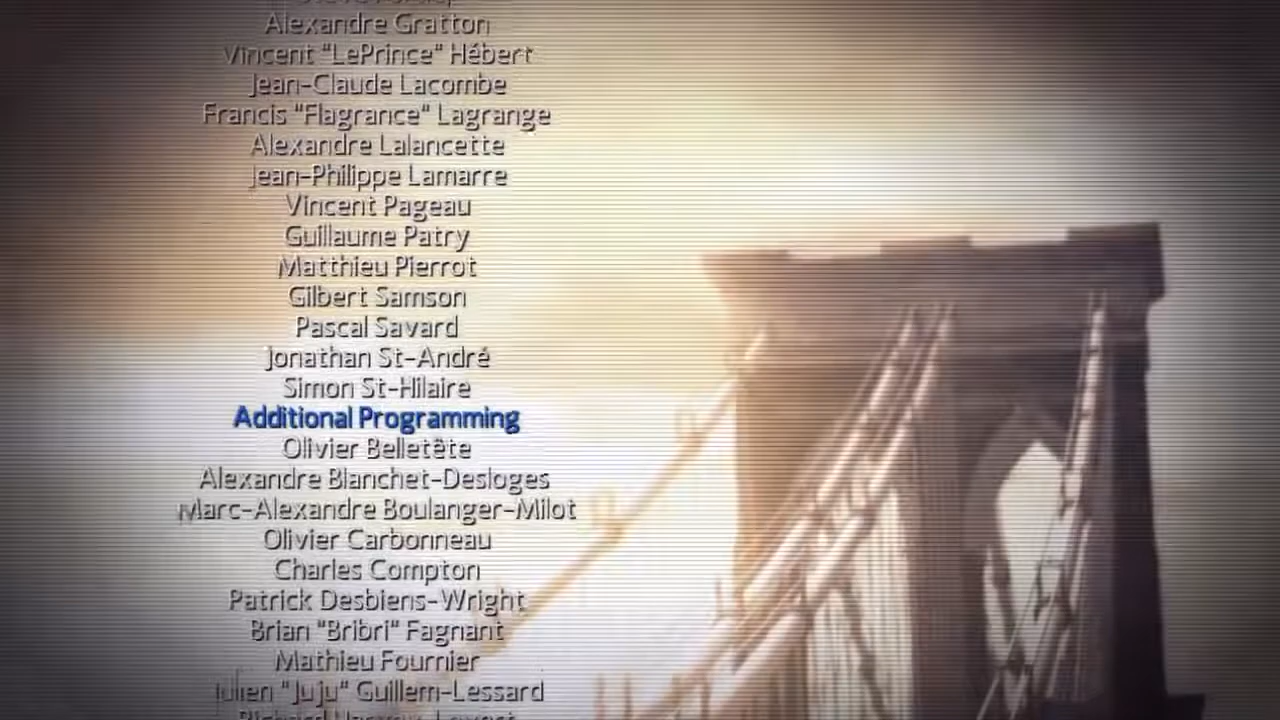 Alexandre Gratton
Vincent "LePrince" Hébert
Jean-Claude Lacombe
Francis "Flagrance" Lagrange
Alexandre Lalancette
Jean-Philippe Lamarre
Vincent Pageau
Guillaume Patry
Matthieu Pierrot
Gilbert Samson
Pascal Savard
Jonathan St-André
Simon St-Hilaire
Additional Programming
Olivier Belletête
Alexandre Blanchet-Desloges
Marc-Alexandre Boulanger-Milot
Olivier Carbonneau
Charles Compton
Patrick Desbiens-Wright
Brian "Bribri" Fagnant
Mathieu Fournier
Julien "Juju" Guillem-Lessard